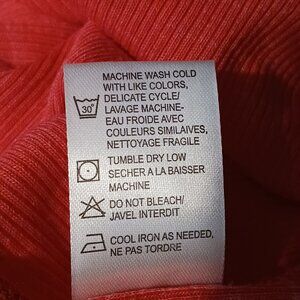 MACHINE WASH COLD
WITH LIKE COLORS,
DELICATE CYCLE/
LAVAGE MACHINE-
EAU FROIDE AVEC
COULEURS SIMILAIVES,
NETTOYAGE FRAGILE
30°
TUMBLE DRY LOW
SECHER A LA BAISSER
MACHINE
DO NOT BLEACH/
JAVEL INTERDIT
COOL IRON AS NEEDED,
NE PAS TORDRE